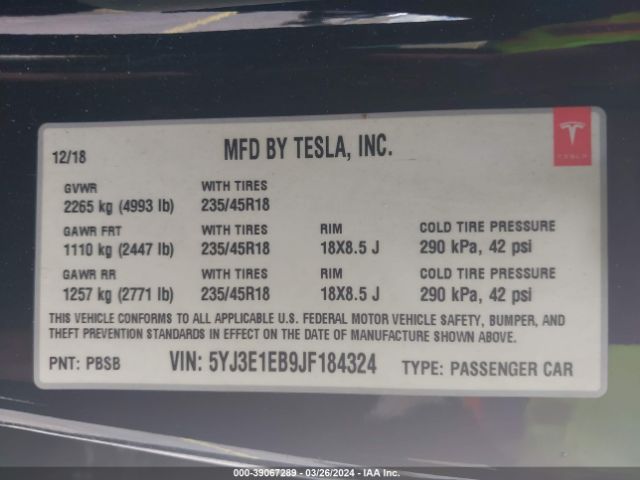 12/18 MFD BY TESLA, INC.
TESLA
GVWR WITH TIRES
2265 kg (4993 lb) 235/45R18
GAWR FRT WITH TIRES RIM COLD TIRE PRESSURE
1110 kg (2447 lb) 235/45R18 18X8.5 J 290 kPa, 42 psi
GAWR RR WITH TIRES RIM COLD TIRE PRESSURE
1257 kg (2771 lb) 235/45R18 18X8.5 J 290 kPa, 42 psi
THIS VEHICLE CONFORMS TO ALL APPLICABLE U.S. FEDERAL MOTOR VEHICLE SAFETY, BUMPER, AND
THEFT PREVENTION STANDARDS IN EFFECT ON THE DATE OF MANUFACTURE SHOWN ABOVE.
PNT: PBSB VIN: 5YJ3E1EB9JF184324 TYPE: PASSENGER CAR
000-39067289 - 03/26/2024 - IAA Inc.